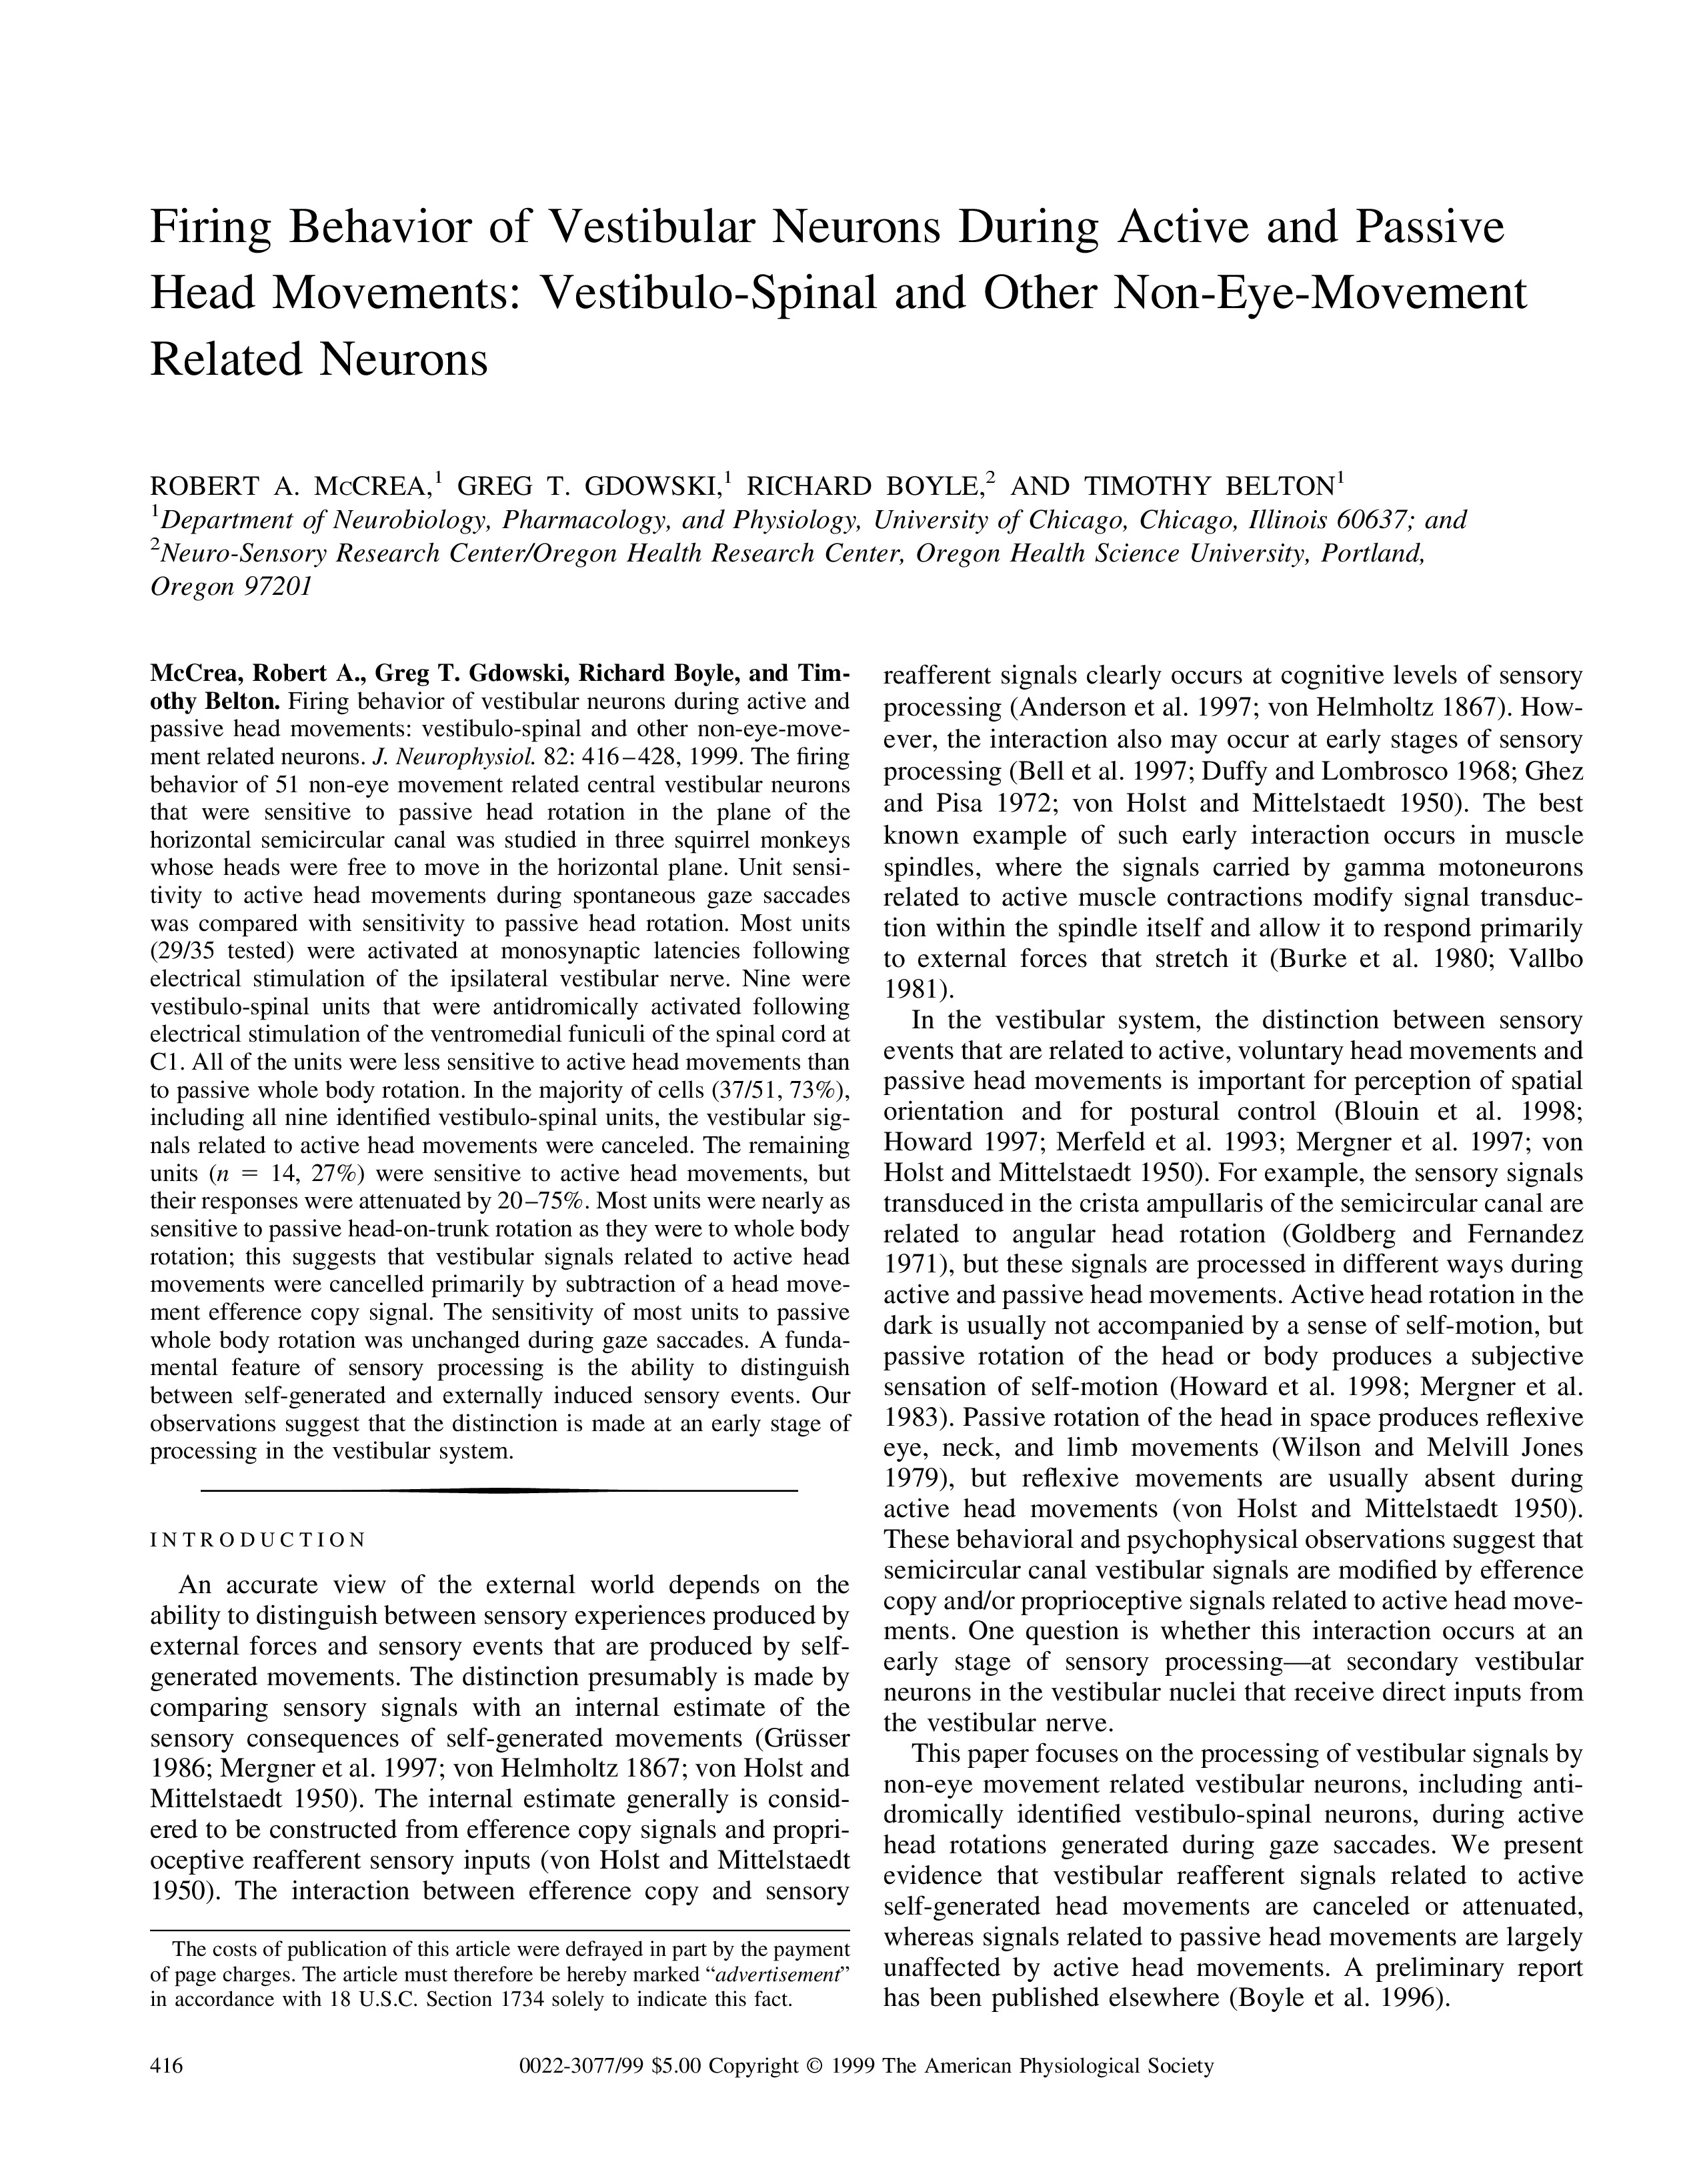 Firing Behavior of Vestibular Neurons During Active and Passive
Head Movements: Vestibulo-Spinal and Other Non-Eye-Movement
Related Neurons
ROBERT A. McCREA,1 GREG T. GDOWSKI,1 RICHARD BOYLE,2 AND TIMOTHY BELTON1
1Department of Neurobiology, Pharmacology, and Physiology, University of Chicago, Chicago, Illinois 60637; and
2Neuro-Sensory Research Center/Oregon Health Research Center, Oregon Health Science University, Portland,
Oregon 97201
McCrea, Robert A., Greg T. Gdowski, Richard Boyle, and Tim-
othy Belton. Firing behavior of vestibular neurons during active and
passive head movements: vestibulo-spinal and other non-eye-move-
ment related neurons. J. Neurophysiol. 82: 416–428, 1999. The firing
behavior of 51 non-eye movement related central vestibular neurons
that were sensitive to passive head rotation in the plane of the
horizontal semicircular canal was studied in three squirrel monkeys
whose heads were free to move in the horizontal plane. Unit sensi-
tivity to active head movements during spontaneous gaze saccades
was compared with sensitivity to passive head rotation. Most units
(29/35 tested) were activated at monosynaptic latencies following
electrical stimulation of the ipsilateral vestibular nerve. Nine were
vestibulo-spinal units that were antidromically activated following
electrical stimulation of the ventromedial funiculi of the spinal cord at
C1. All of the units were less sensitive to active head movements than
to passive whole body rotation. In the majority of cells (37/51, 73%),
including all nine identified vestibulo-spinal units, the vestibular sig-
nals related to active head movements were canceled. The remaining
units (n = 14, 27%) were sensitive to active head movements, but
their responses were attenuated by 20–75%. Most units were nearly as
sensitive to passive head-on-trunk rotation as they were to whole body
rotation; this suggests that vestibular signals related to active head
movements were cancelled primarily by subtraction of a head move-
ment efference copy signal. The sensitivity of most units to passive
whole body rotation was unchanged during gaze saccades. A funda-
mental feature of sensory processing is the ability to distinguish
between self-generated and externally induced sensory events. Our
observations suggest that the distinction is made at an early stage of
processing in the vestibular system.
INTRODUCTION
An accurate view of the external world depends on the
ability to distinguish between sensory experiences produced by
external forces and sensory events that are produced by self-
generated movements. The distinction presumably is made by
comparing sensory signals with an internal estimate of the
sensory consequences of self-generated movements (Grüsser
1986; Mergner et al. 1997; von Helmholtz 1867; von Holst and
Mittelstaedt 1950). The internal estimate generally is consid-
ered to be constructed from efference copy signals and propri-
oceptive reafferent sensory inputs (von Holst and Mittelstaedt
1950). The interaction between efference copy and sensory
The costs of publication of this article were defrayed in part by the payment
of page charges. The article must therefore be hereby marked “advertisement”
in accordance with 18 U.S.C. Section 1734 solely to indicate this fact.
reafferent signals clearly occurs at cognitive levels of sensory
processing (Anderson et al. 1997; von Helmholtz 1867). How-
ever, the interaction also may occur at early stages of sensory
processing (Bell et al. 1997; Duffy and Lombrosco 1968; Ghez
and Pisa 1972; von Holst and Mittelstaedt 1950). The best
known example of such early interaction occurs in muscle
spindles, where the signals carried by gamma motoneurons
related to active muscle contractions modify signal transduc-
tion within the spindle itself and allow it to respond primarily
to external forces that stretch it (Burke et al. 1980; Vallbo
1981).
In the vestibular system, the distinction between sensory
events that are related to active, voluntary head movements and
passive head movements is important for perception of spatial
orientation and for postural control (Blouin et al. 1998;
Howard 1997; Merfeld et al. 1993; Mergner et al. 1997; von
Holst and Mittelstaedt 1950). For example, the sensory signals
transduced in the crista ampullaris of the semicircular canal are
related to angular head rotation (Goldberg and Fernandez
1971), but these signals are processed in different ways during
active and passive head movements. Active head rotation in the
dark is usually not accompanied by a sense of self-motion, but
passive rotation of the head or body produces a subjective
sensation of self-motion (Howard et al. 1998; Mergner et al.
1983). Passive rotation of the head in space produces reflexive
eye, neck, and limb movements (Wilson and Melvill Jones
1979), but reflexive movements are usually absent during
active head movements (von Holst and Mittelstaedt 1950).
These behavioral and psychophysical observations suggest that
semicircular canal vestibular signals are modified by efference
copy and/or proprioceptive signals related to active head move-
ments. One question is whether this interaction occurs at an
early stage of sensory processing—at secondary vestibular
neurons in the vestibular nuclei that receive direct inputs from
the vestibular nerve.
This paper focuses on the processing of vestibular signals by
non-eye movement related vestibular neurons, including anti-
dromically identified vestibulo-spinal neurons, during active
head rotations generated during gaze saccades. We present
evidence that vestibular reafferent signals related to active
self-generated head movements are canceled or attenuated,
whereas signals related to passive head movements are largely
unaffected by active head movements. A preliminary report
has been published elsewhere (Boyle et al. 1996).
416
0022-3077/99 $5.00 Copyright © 1999 The American Physiological Society